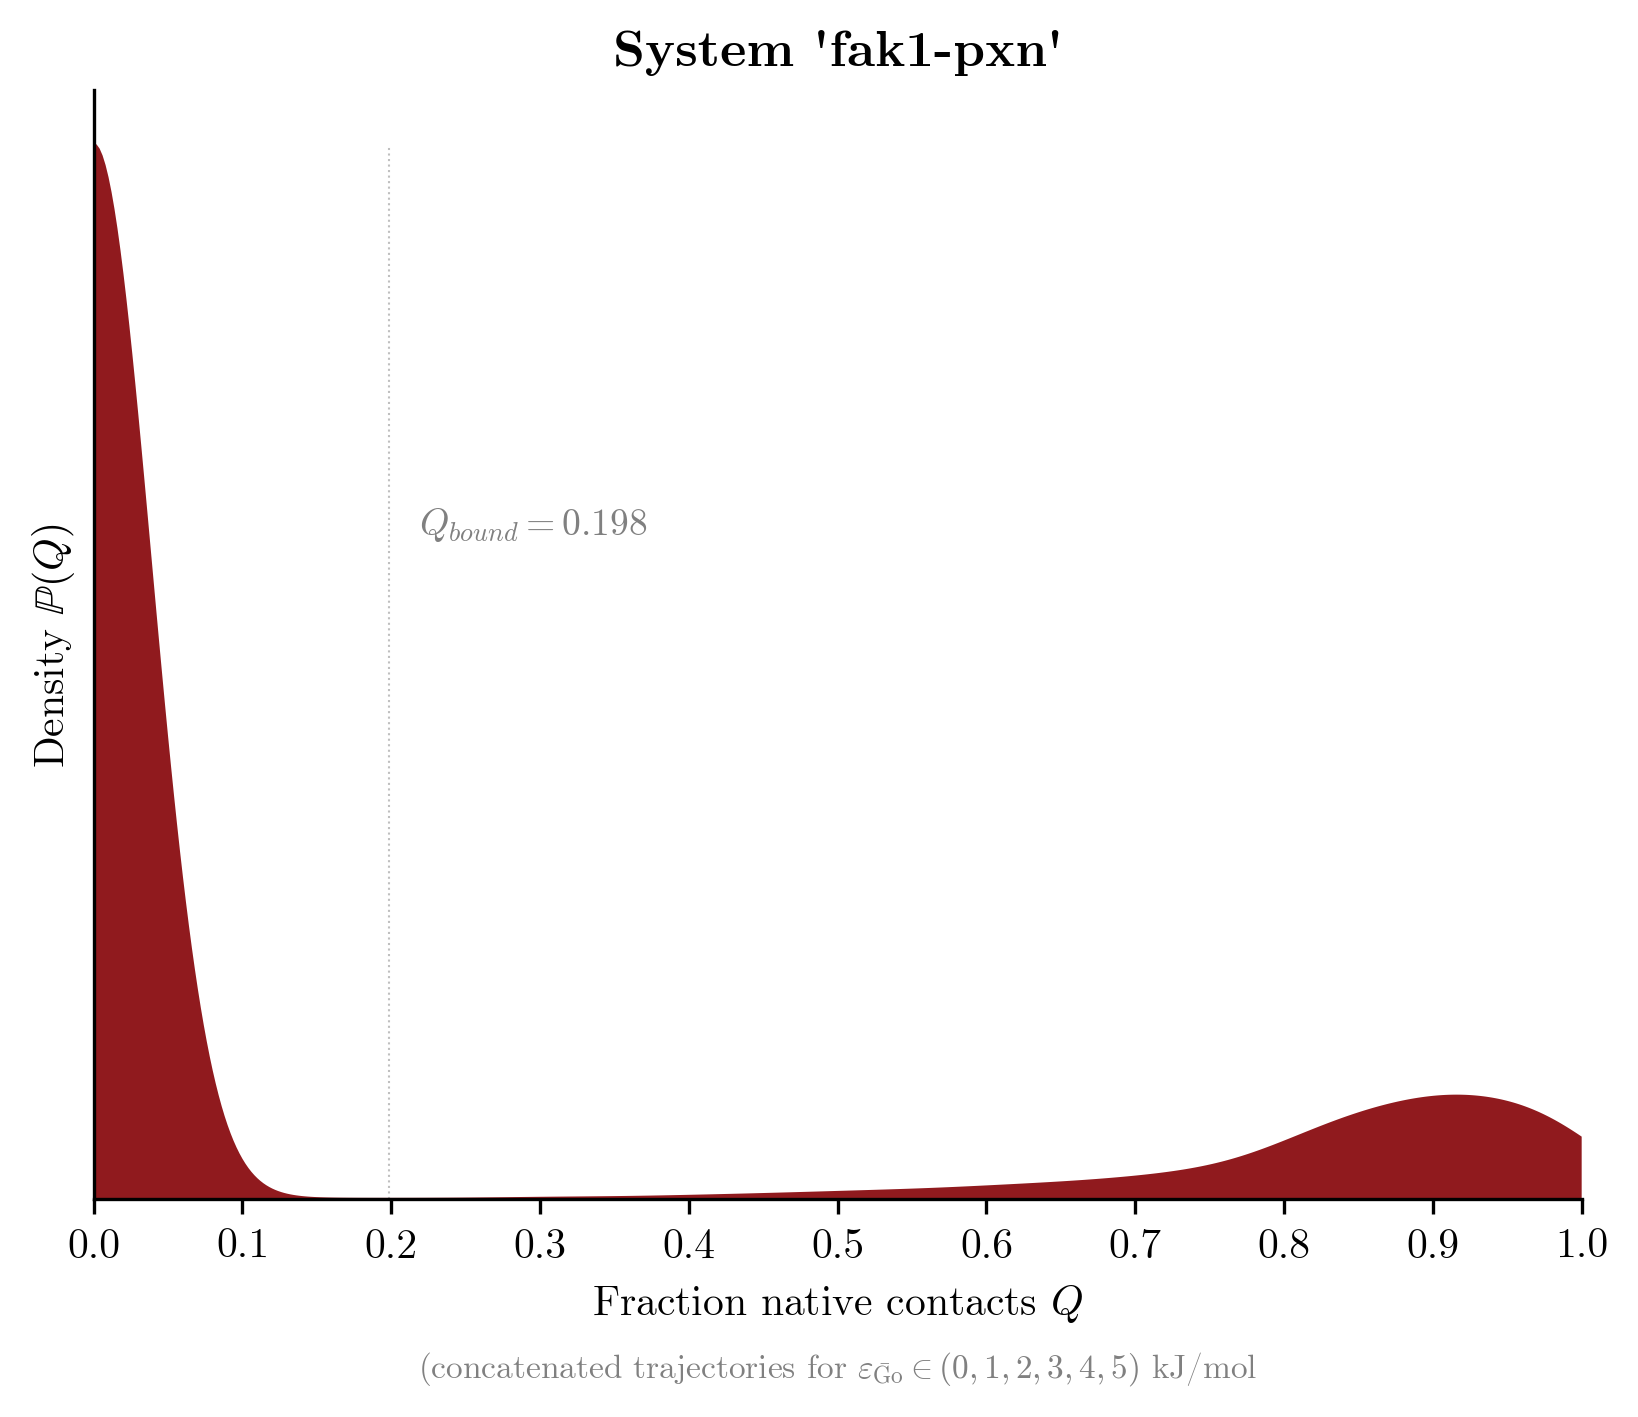 System 'fak1-pxn'
Density ℙ(Q)
Q_bound = 0.198
0.0 0.1 0.2 0.3 0.4 0.5 0.6 0.7 0.8 0.9 1.0
Fraction native contacts Q
(concatenated trajectories for ε_Ḡo ∈ (0, 1, 2, 3, 4, 5) kJ/mol